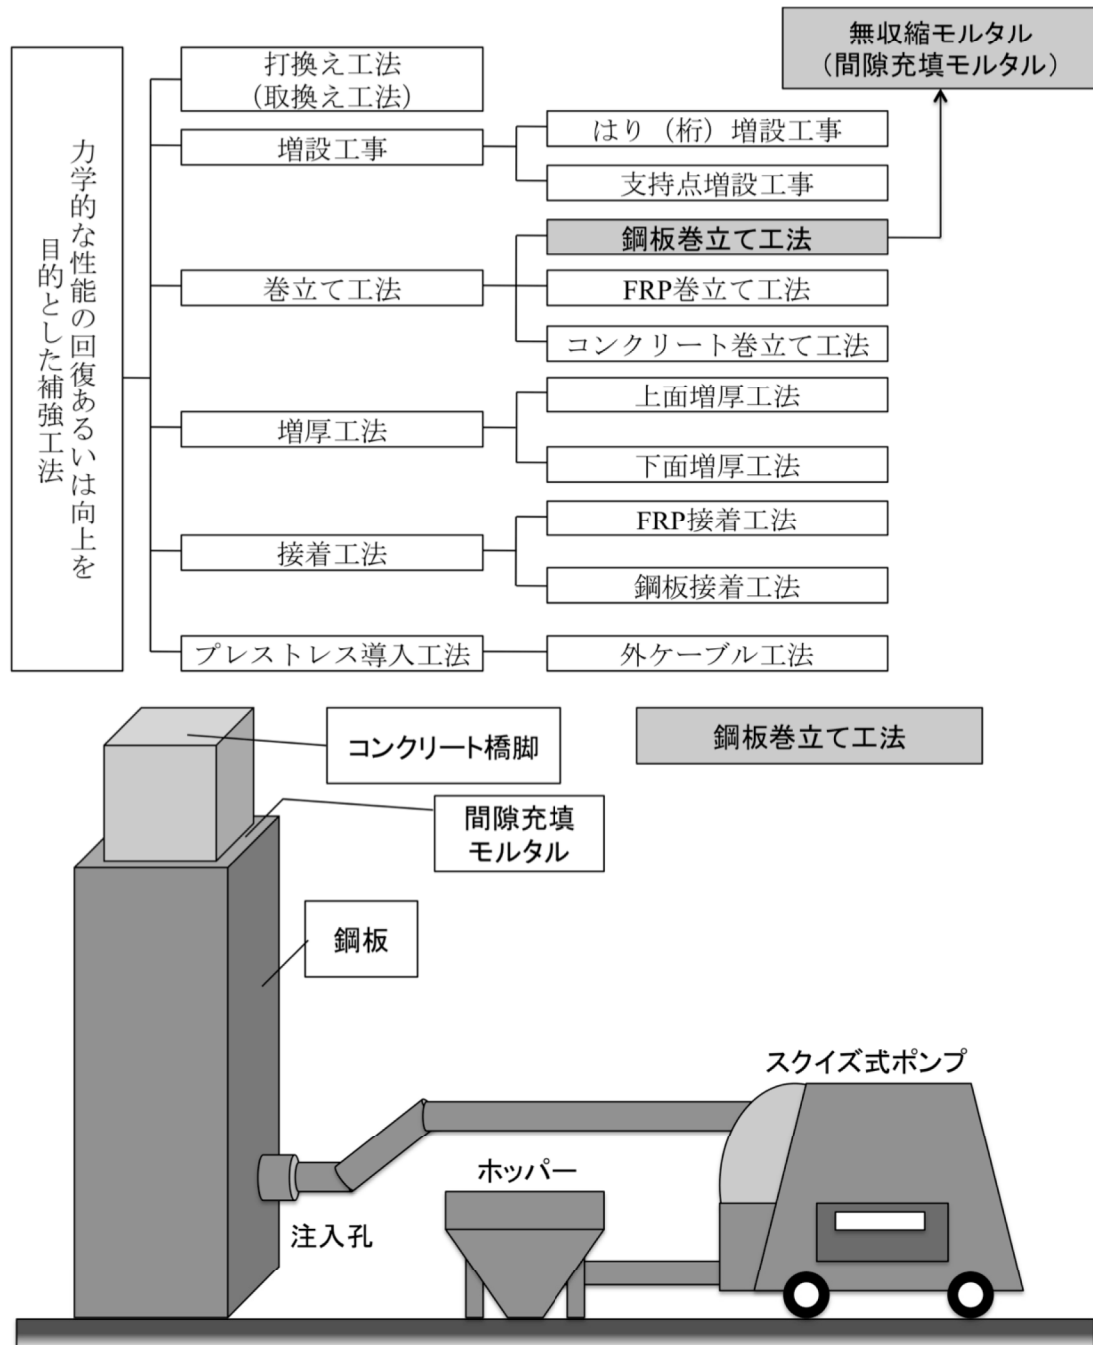 無収縮モルタル
（間隙充填モルタル）
力学的な性能の回復あるいは向上を
目的とした補強工法
打換え工法
(取換え工法)
増設工事
はり（桁）増設工事
支持点増設工事
巻立て工法
鋼板巻立て工法
FRP巻立て工法
コンクリート巻立て工法
増厚工法
上面増厚工法
下面増厚工法
接着工法
FRP接着工法
鋼板接着工法
プレストレス導入工法
外ケーブル工法
コンクリート橋脚
鋼板巻立て工法
間隙充填
モルタル
鋼板
スクイズ式ポンプ
ホッパー
注入孔